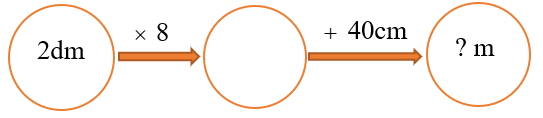 2dm × 8 + 40cm ? m